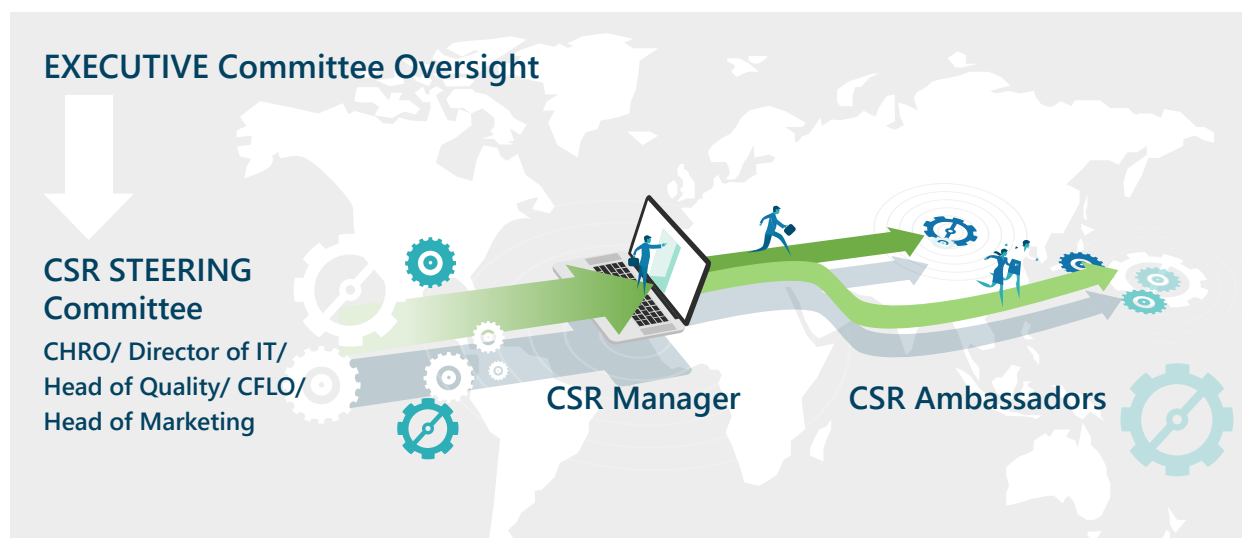 EXECUTIVE Committee Oversight
CSR STEERING
Committee
CHRO/ Director of IT/
Head of Quality/ CFLO/
Head of Marketing
CSR Manager
CSR Ambassadors